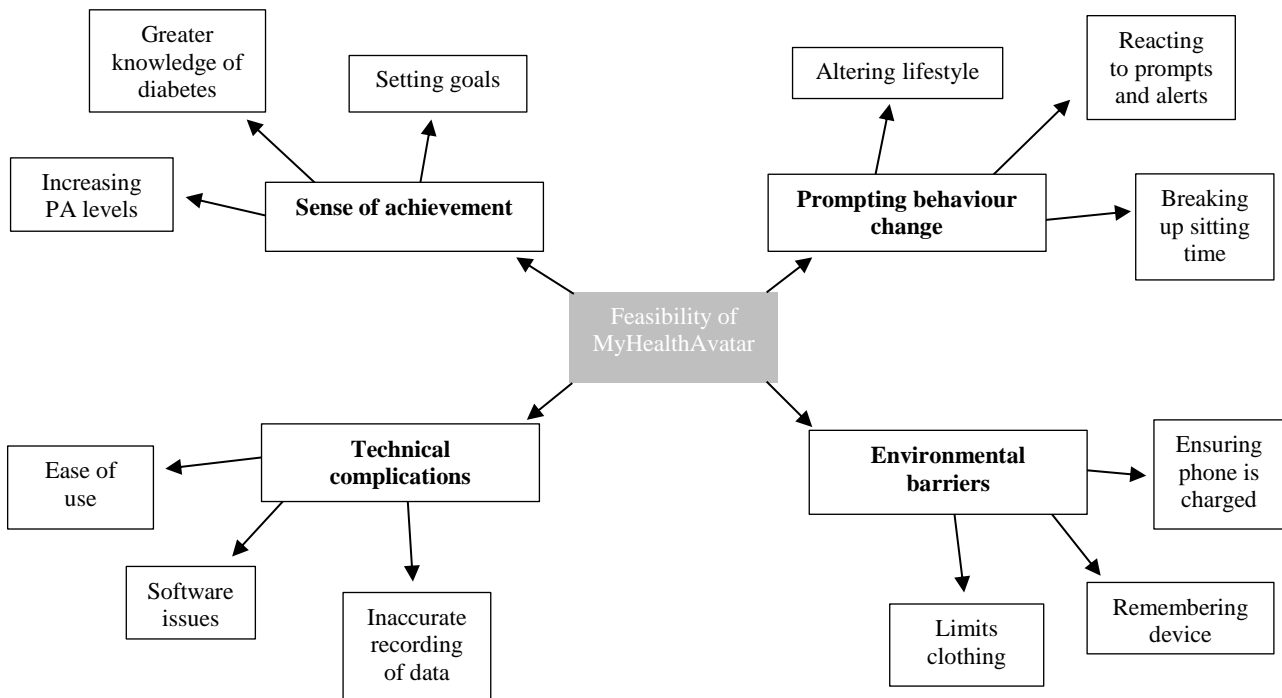 Greater
knowledge of
diabetes
Setting goals
Increasing
PA levels
Sense of achievement
Altering lifestyle
Reacting
to prompts
and alerts
Prompting behaviour
change
Breaking
up sitting
time
Feasibility of
MyHealthAvatar
Technical
complications
Ease of
use
Software
issues
Inaccurate
recording
of data
Environmental
barriers
Ensuring
phone is
charged
Remembering
device
Limits
clothing